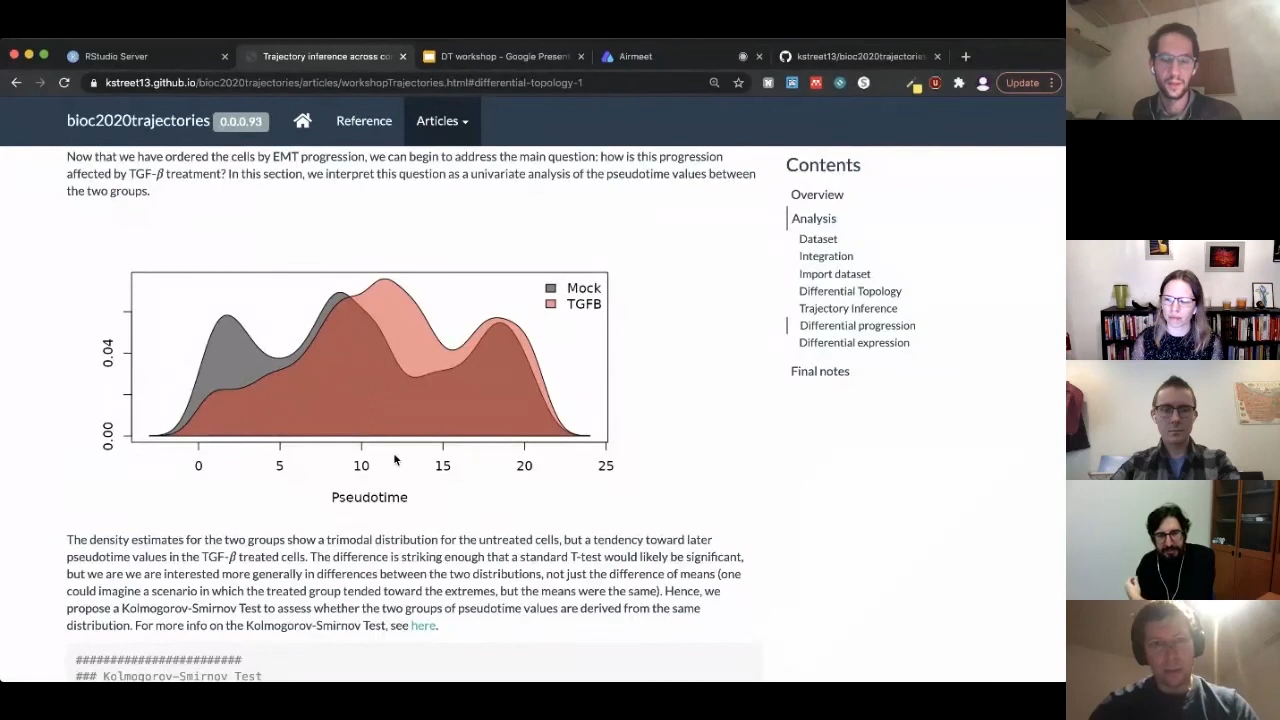 RStudio Server
Trajectory inference across co
DT workshop - Google Presen
Airmeet
kstreet13/bioc2020trajectories
kstreet13.github.io/bioc2020trajectories/articles/workshopTrajectories.html#differential-topology-1
Update
bioc2020trajectories 0.0.0.93 Reference Articles
Now that we have ordered the cells by EMT progression, we can begin to address the main question: how is this progression
affected by TGF-β treatment? In this section, we interpret this question as a univariate analysis of the pseudotime values between
the two groups.
Mock
TGFB
0.04
0.00
0 5 10 15 20 25
Pseudotime
The density estimates for the two groups show a trimodal distribution for the untreated cells, but a tendency toward later
pseudotime values in the TGF-β treated cells. The difference is striking enough that a standard T-test would likely be significant,
but we are we are interested more generally in differences between the two distributions, not just the difference of means (one
could imagine a scenario in which the treated group tended toward the extremes, but the means were the same). Hence, we
propose a Kolmogorov-Smirnov Test to assess whether the two groups of pseudotime values are derived from the same
distribution. For more info on the Kolmogorov-Smirnov Test, see here.
########################
### Kolmogorov-Smirnov Test
Contents
Overview
Analysis
Dataset
Integration
Import dataset
Differential Topology
Trajectory Inference
Differential progression
Differential expression
Final notes